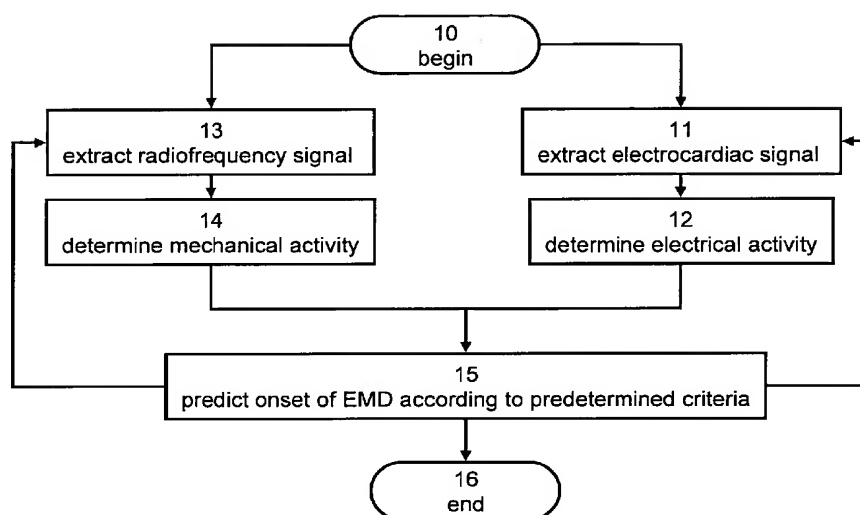 10
begin
13
extract radiofrequency signal
11
extract electrocardiac signal
14
determine mechanical activity
12
determine electrical activity
15
predict onset of EMD according to predetermined criteria
16
end